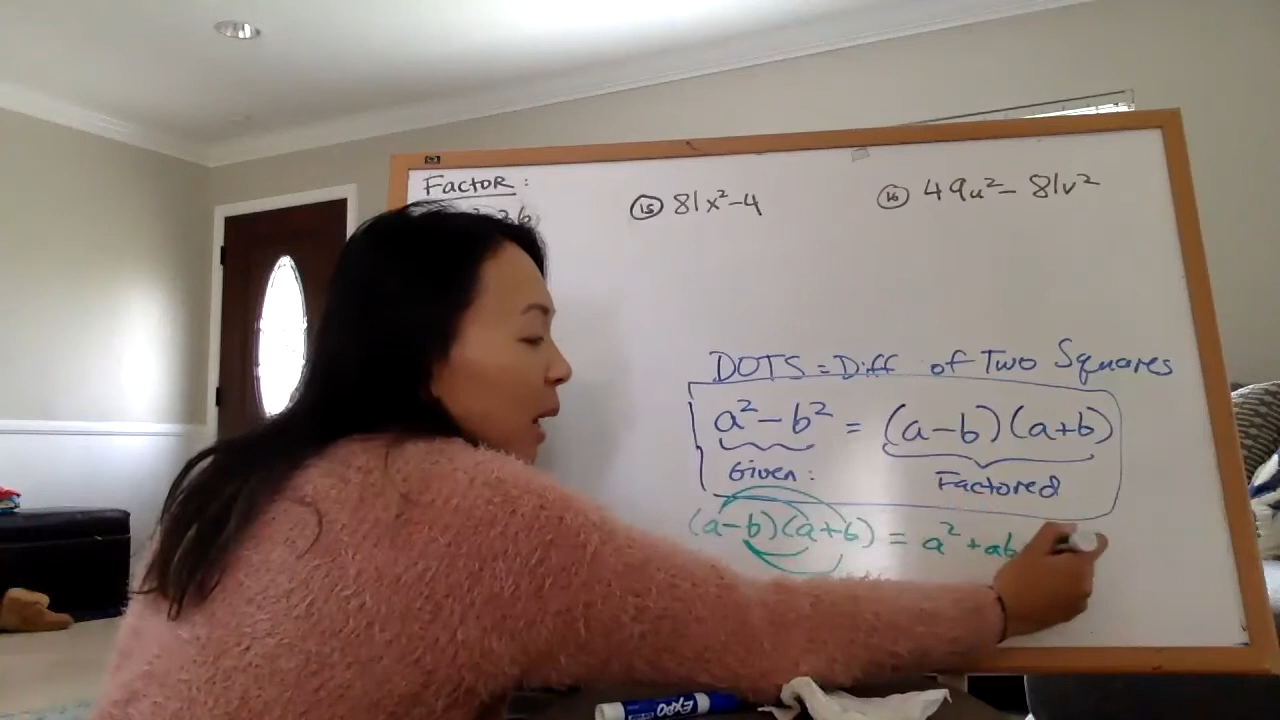 FACTOR:
⑮ 81x²-4
⑯ 49u² - 81v²
DOTS = Diff of Two Squares
a² - b² = (a-b)(a+b)
Given: Factored
(a-b)(a+b) = a² + ab
EXPO